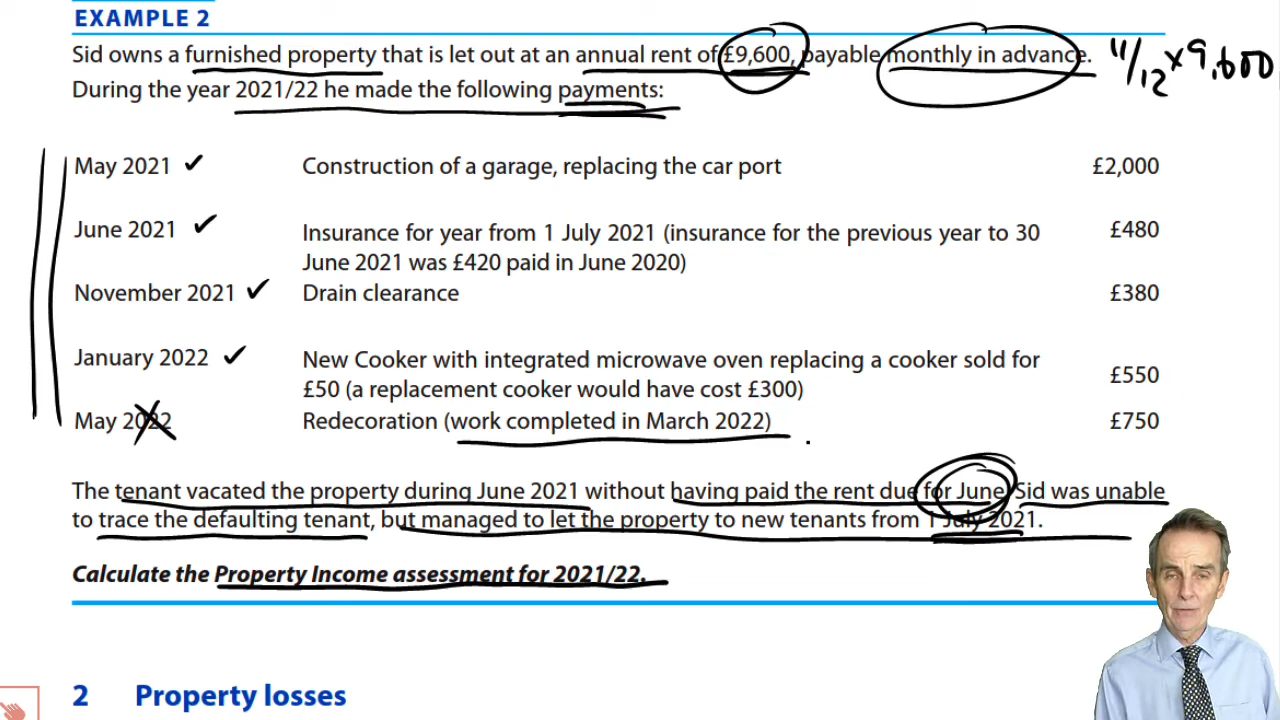 EXAMPLE 2
Sid owns a furnished property that is let out at an annual rent of £9,600, payable monthly in advance. 11/12 × 9,600
During the year 2021/22 he made the following payments:
May 2021 ✓ Construction of a garage, replacing the car port £2,000
June 2021 ✓ Insurance for year from 1 July 2021 (insurance for the previous year to 30 £480
June 2021 was £420 paid in June 2020)
November 2021 ✓ Drain clearance £380
January 2022 ✓ New Cooker with integrated microwave oven replacing a cooker sold for £550
£50 (a replacement cooker would have cost £300)
May 2022 Redecoration (work completed in March 2022) £750
The tenant vacated the property during June 2021 without having paid the rent due for June. Sid was unable
to trace the defaulting tenant, but managed to let the property to new tenants from 1 July 2021.
Calculate the Property Income assessment for 2021/22.
2 Property losses